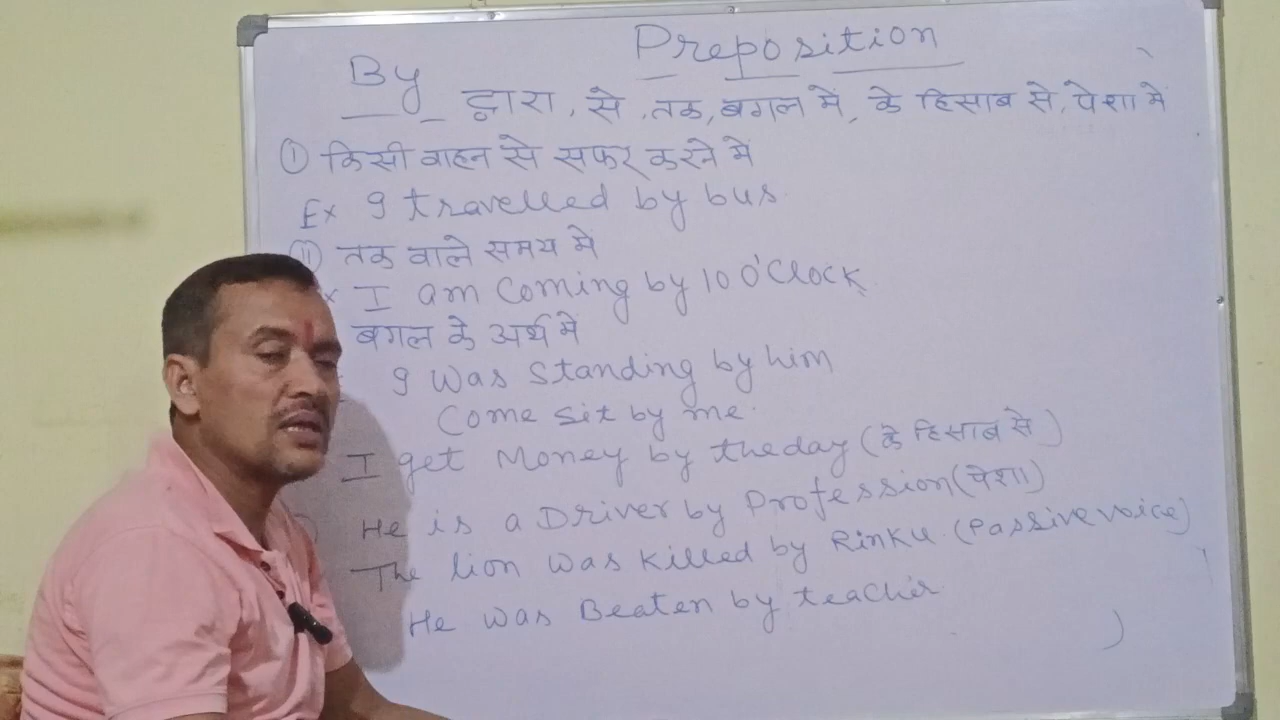 Preposition
By द्वारा, से, तक, बगल में, के हिसाब से, पेशा में
① किसी वाहन से सफर करने में
Ex I travelled by bus.
② तक वाले समय में
I am Coming by 10 O'Clock.
बगल के अर्थ में
I was standing by him
Come sit by me.
I get Money by the day (के हिसाब से)
He is a Driver by Profession (पेशा)
The lion was killed by Rinku. (Passive voice)
He was Beaten by teacher.